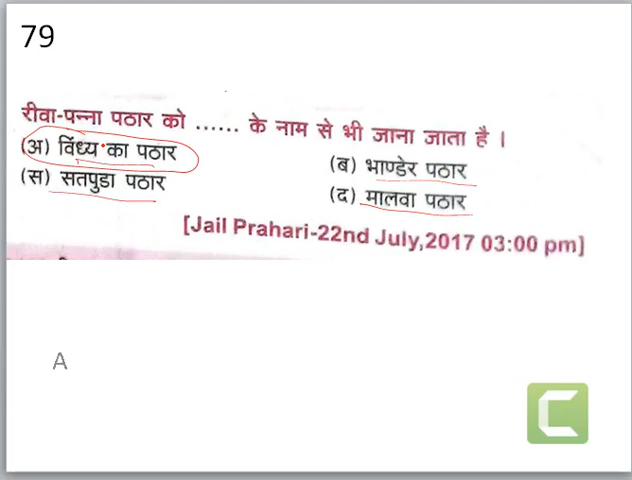 79
रीवा-पन्ना पठार को ...... के नाम से भी जाना जाता है।
(अ) विंध्य का पठार (ब) भाण्डेर पठार
(स) सतपुडा पठार (द) मालवा पठार
[Jail Prahari-22nd July,2017 03:00 pm]
A